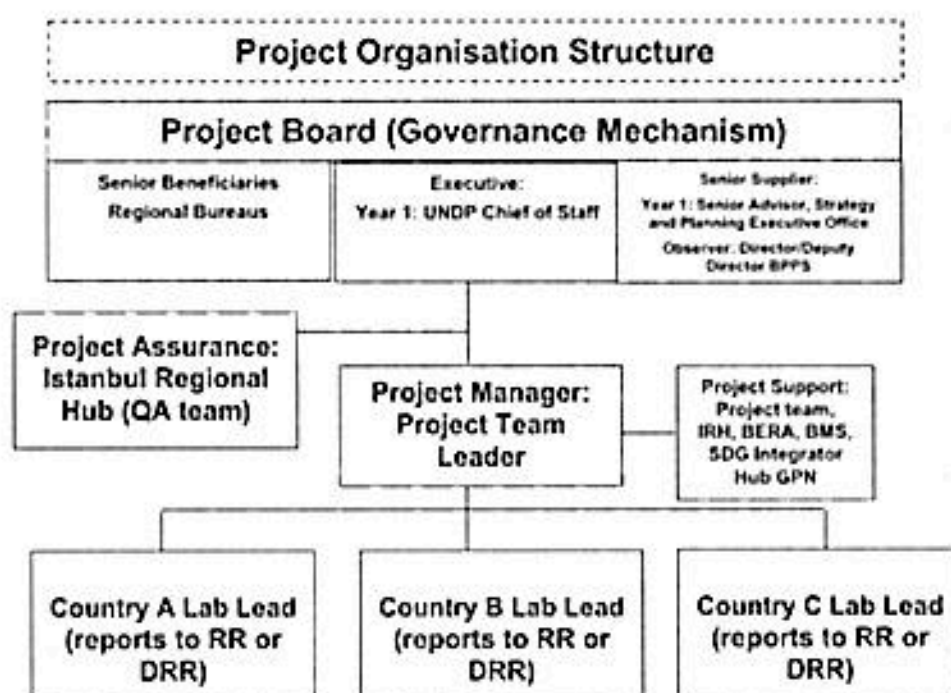 Project Organisation Structure
Project Board (Governance Mechanism)
Senior Beneficiaries
Regional Bureaus
Executive:
Year 1: UNDP Chief of Staff
Senior Supplier:
Year 1: Senior Advisor, Strategy
and Planning Executive Office
Observer: Director/Deputy
Director BPPS
Project Assurance:
Istanbul Regional
Hub (QA team)
Project Manager:
Project Team
Leader
Project Support:
Project team,
IRH, BERA, BMS,
SDG Integrator
Hub GPN
Country A Lab Lead
(reports to RR or
DRR)
Country B Lab Lead
(reports to RR or
DRR)
Country C Lab Lead
(reports to RR or
DRR)